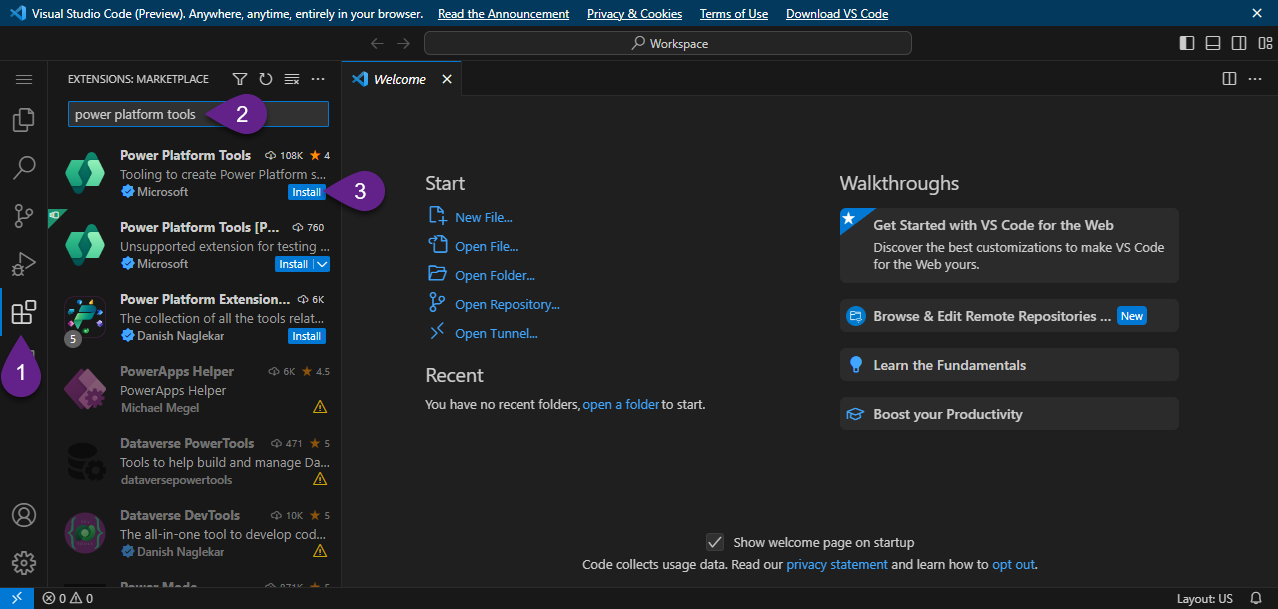 Visual Studio Code (Preview). Anywhere, anytime, entirely in your browser. Read the Announcement Privacy & Cookies Terms of Use Download VS Code
Workspace
EXTENSIONS: MARKETPLACE
Welcome
power platform tools
2
Power Platform Tools 108K 4
Tooling to create Power Platform s...
Microsoft Install
3
Power Platform Tools [P... 760
Unsupported extension for testing ...
Microsoft Install
Power Platform Extension... 6K
The collection of all the tools relat...
Danish Naglekar Install
5
1
PowerApps Helper 6K 4.5
PowerApps Helper
Michael Megel
Dataverse PowerTools 471 5
Tools to help build and manage Da...
dataversepowertools
Dataverse DevTools 10K 5
The all-in-one tool to develop cod...
Danish Naglekar
Power Mode 871K 5
Start
New File...
Open File...
Open Folder...
Open Repository...
Open Tunnel...
Recent
You have no recent folders, open a folder to start.
Walkthroughs
Get Started with VS Code for the Web
Discover the best customizations to make VS Code
for the Web yours.
Browse & Edit Remote Repositories ... New
Learn the Fundamentals
Boost your Productivity
Show welcome page on startup
Code collects usage data. Read our privacy statement and learn how to opt out.
0 0
Layout: US